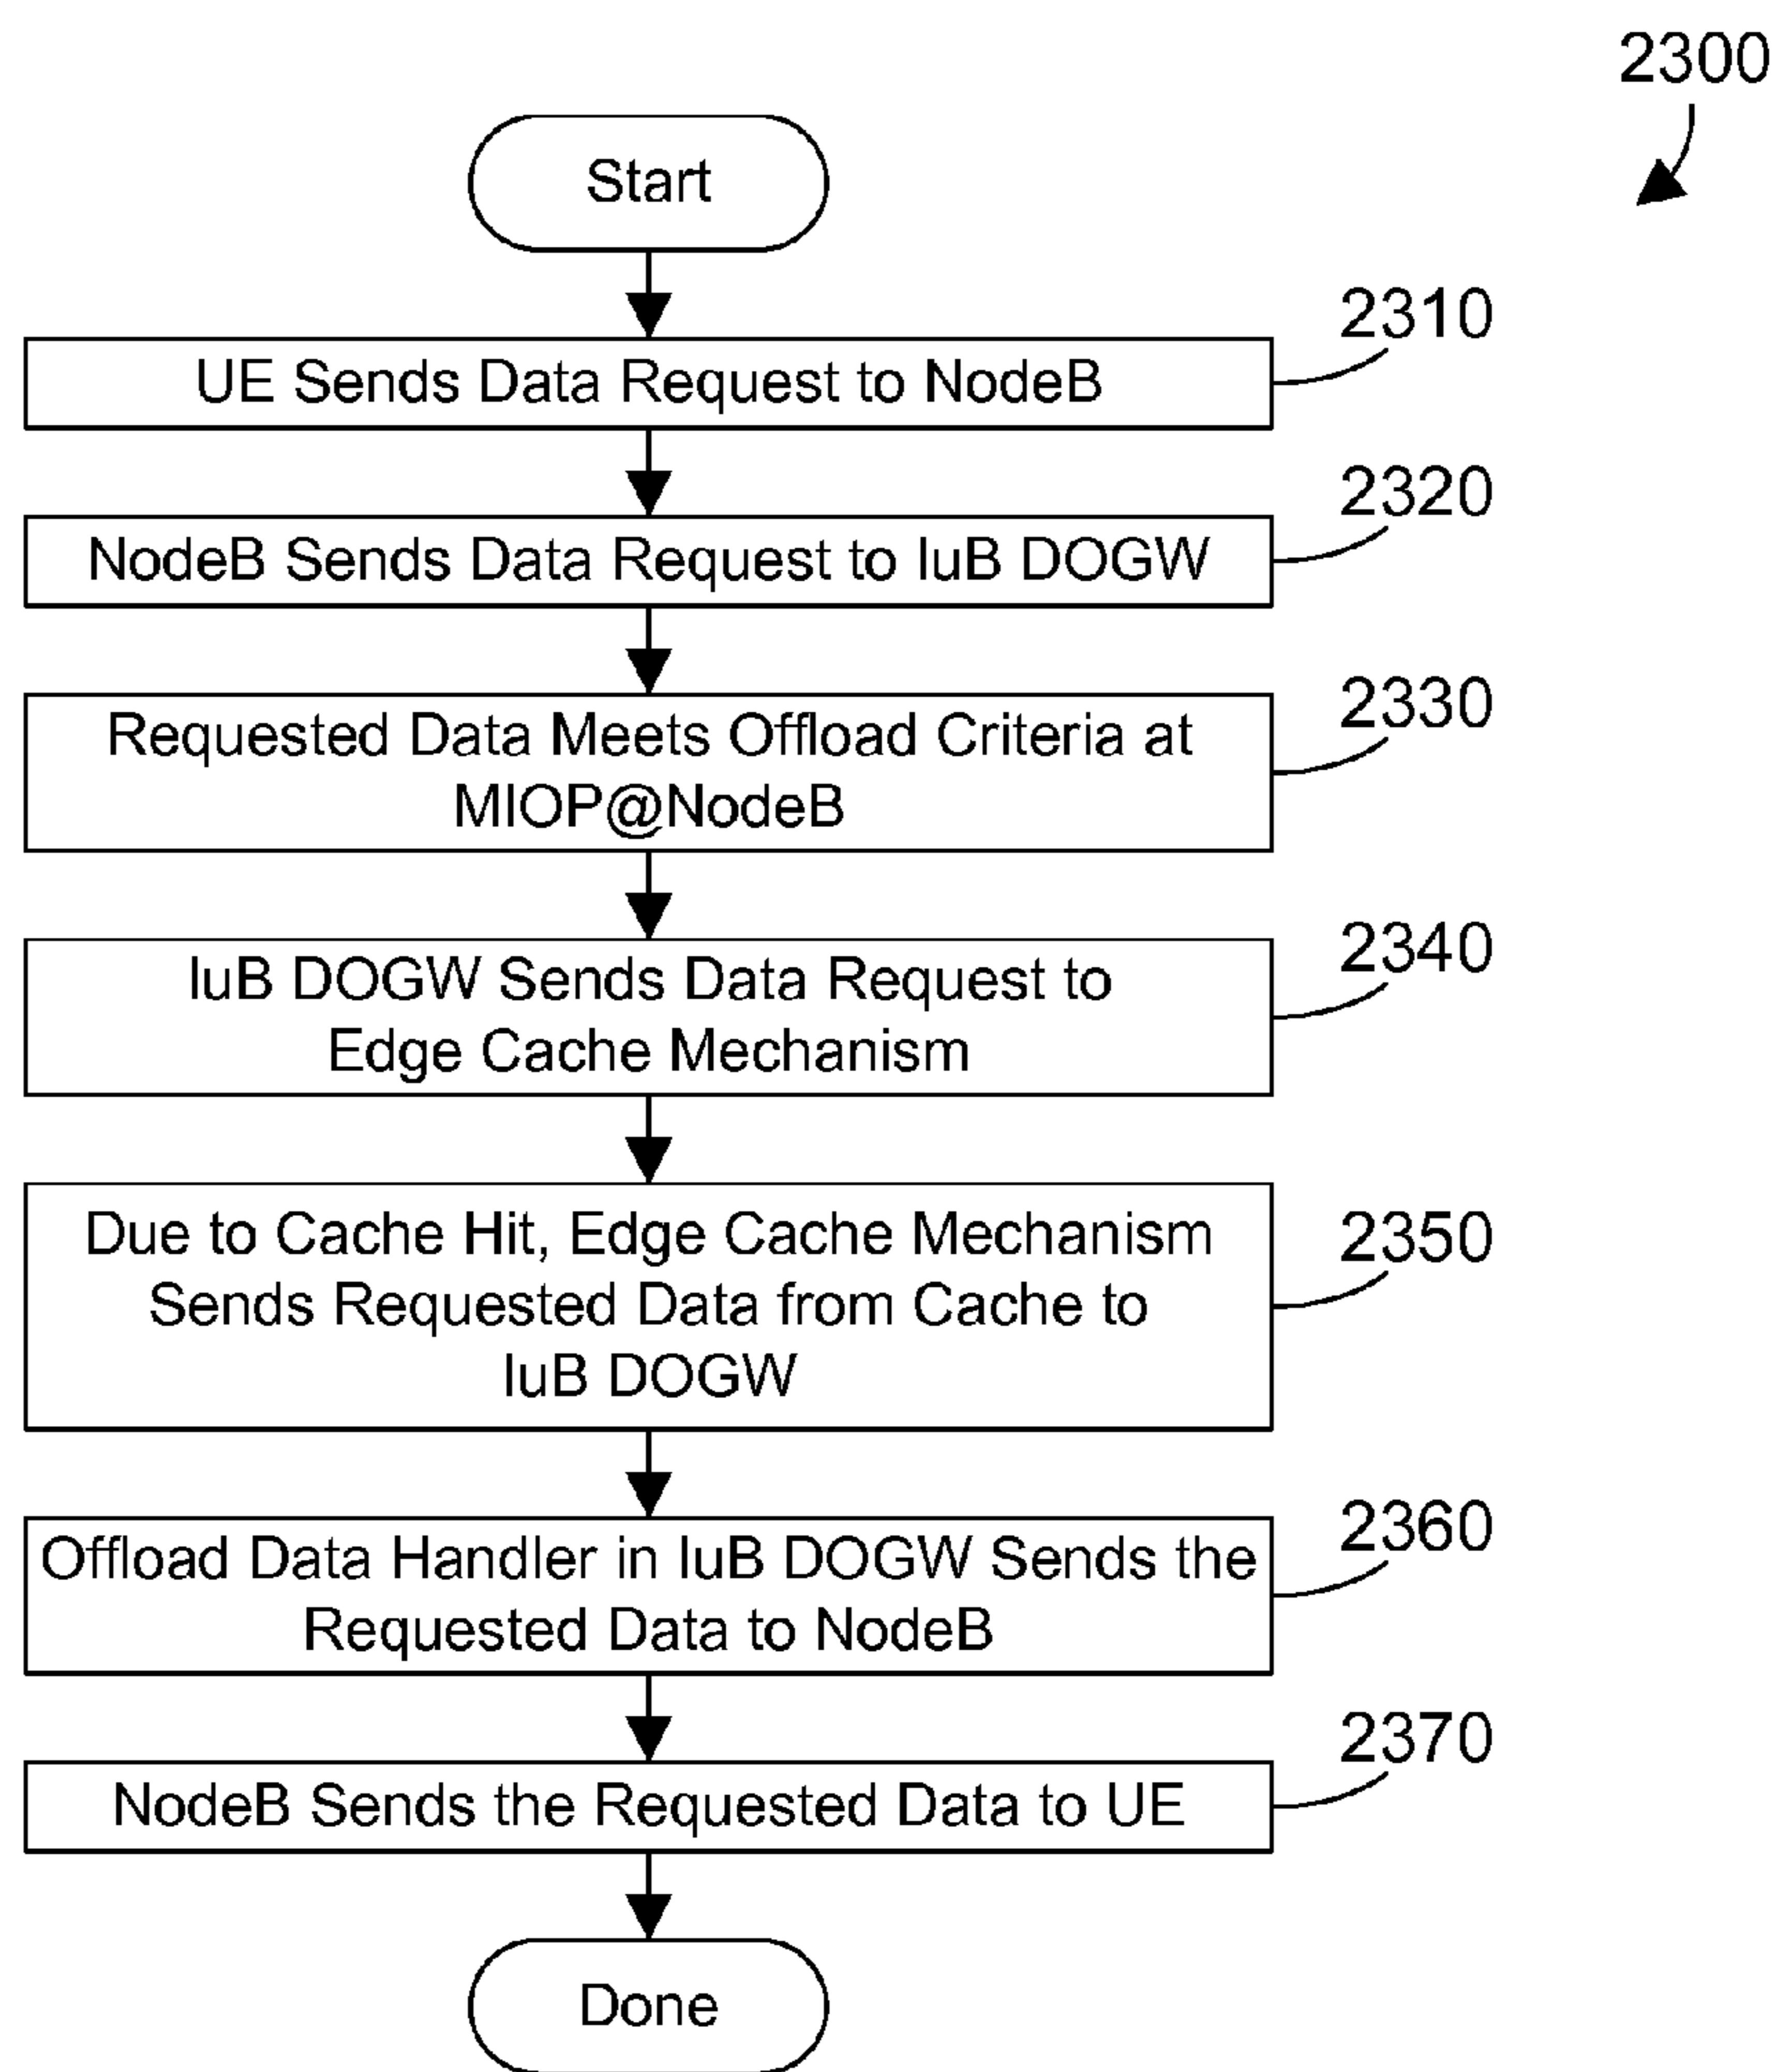 2300
Start
2310
UE Sends Data Request to NodeB
2320
NodeB Sends Data Request to IuB DOGW
2330
Requested Data Meets Offload Criteria at
MIOP@NodeB
2340
IuB DOGW Sends Data Request to
Edge Cache Mechanism
2350
Due to Cache Hit, Edge Cache Mechanism
Sends Requested Data from Cache to
IuB DOGW
2360
Offload Data Handler in IuB DOGW Sends the
Requested Data to NodeB
2370
NodeB Sends the Requested Data to UE
Done